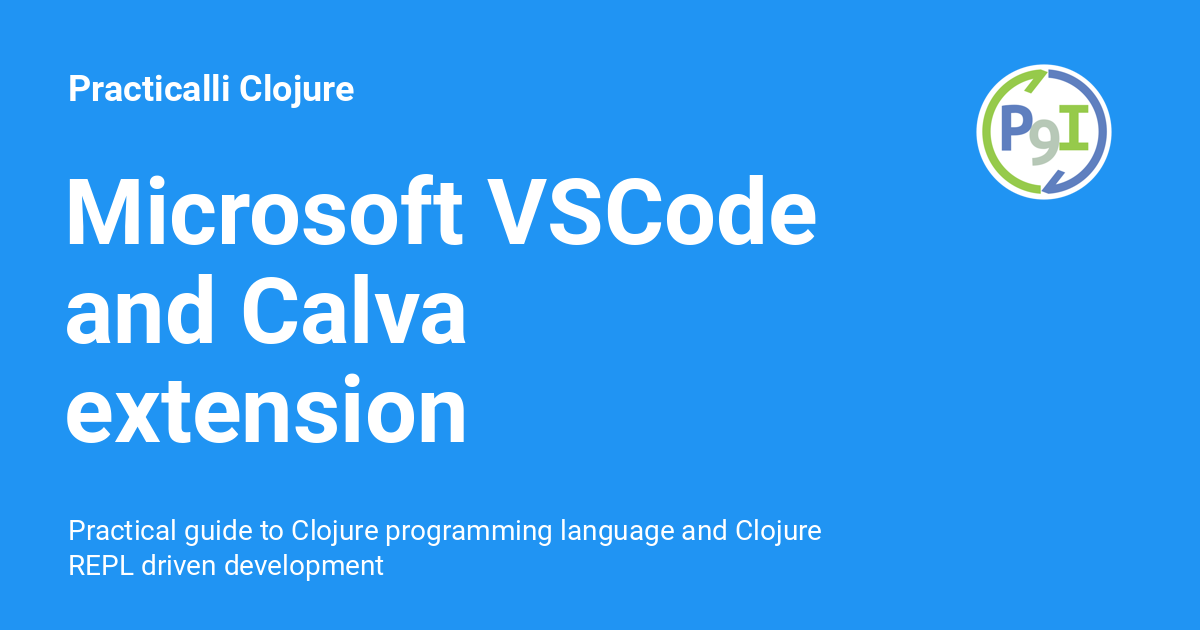 Practicalli Clojure
P9I
Microsoft VSCode
and Calva
extension
Practical guide to Clojure programming language and Clojure
REPL driven development